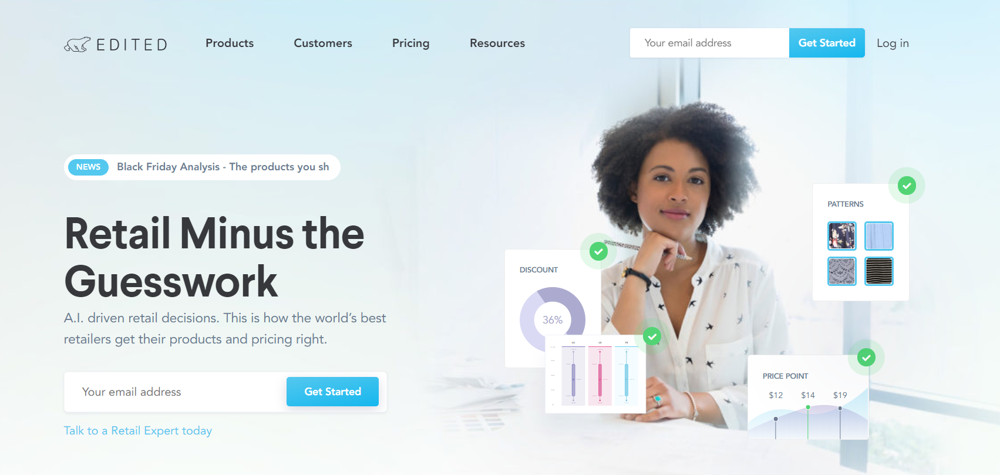 EDITED
Products
Customers
Pricing
Resources
Your email address
Get Started
Log in
NEWS
Black Friday Analysis - The products you sh
Retail Minus the
Guesswork
A.I. driven retail decisions. This is how the world's best
retailers get their products and pricing right.
Your email address
Get Started
Talk to a Retail Expert today
DISCOUNT
36%
UK
US
FR
PATTERNS
PRICE POINT
$12
$14
$19